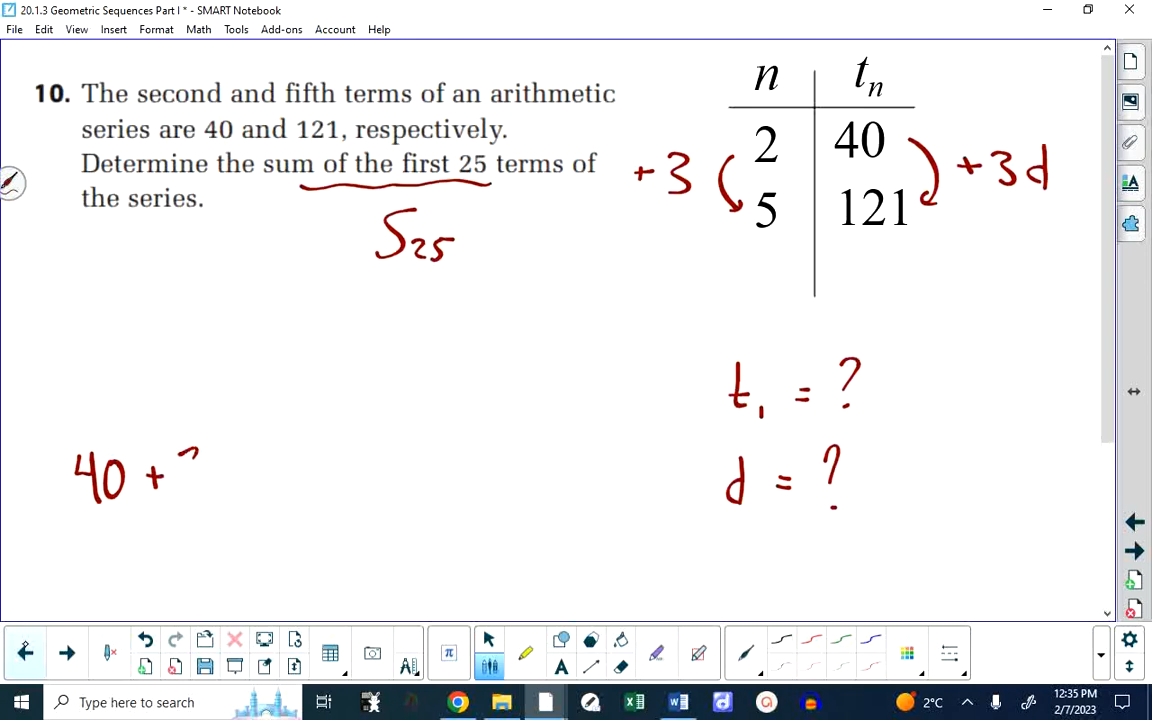 20.1.3 Geometric Sequences Part I * - SMART Notebook
File Edit View Insert Format Math Tools Add-ons Account Help
10. The second and fifth terms of an arithmetic
series are 40 and 121, respectively.
Determine the sum of the first 25 terms of
the series.
S25
n tn
2 40
5 121
+3
+3d
t1 = ?
d = ?
40 +
π
A
Type here to search
2°C
12:35 PM
2/7/2023